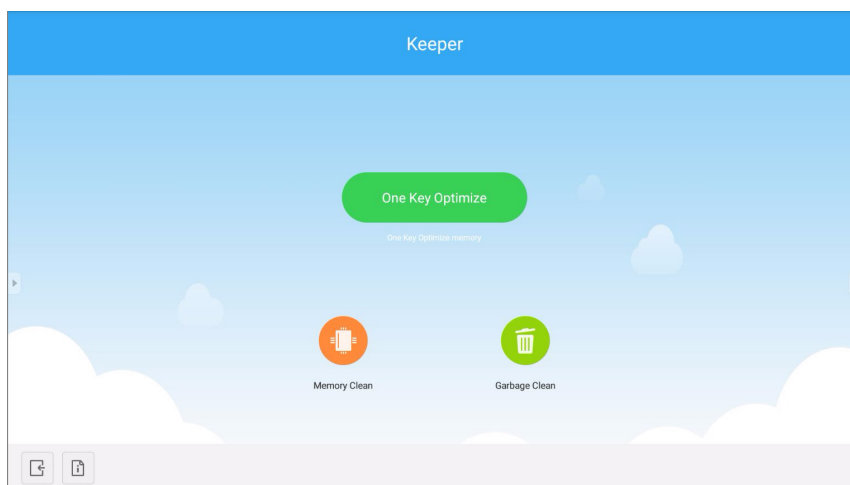 Keeper
One Key Optimize
One Key Optimize memory
Memory Clean
Garbage Clean